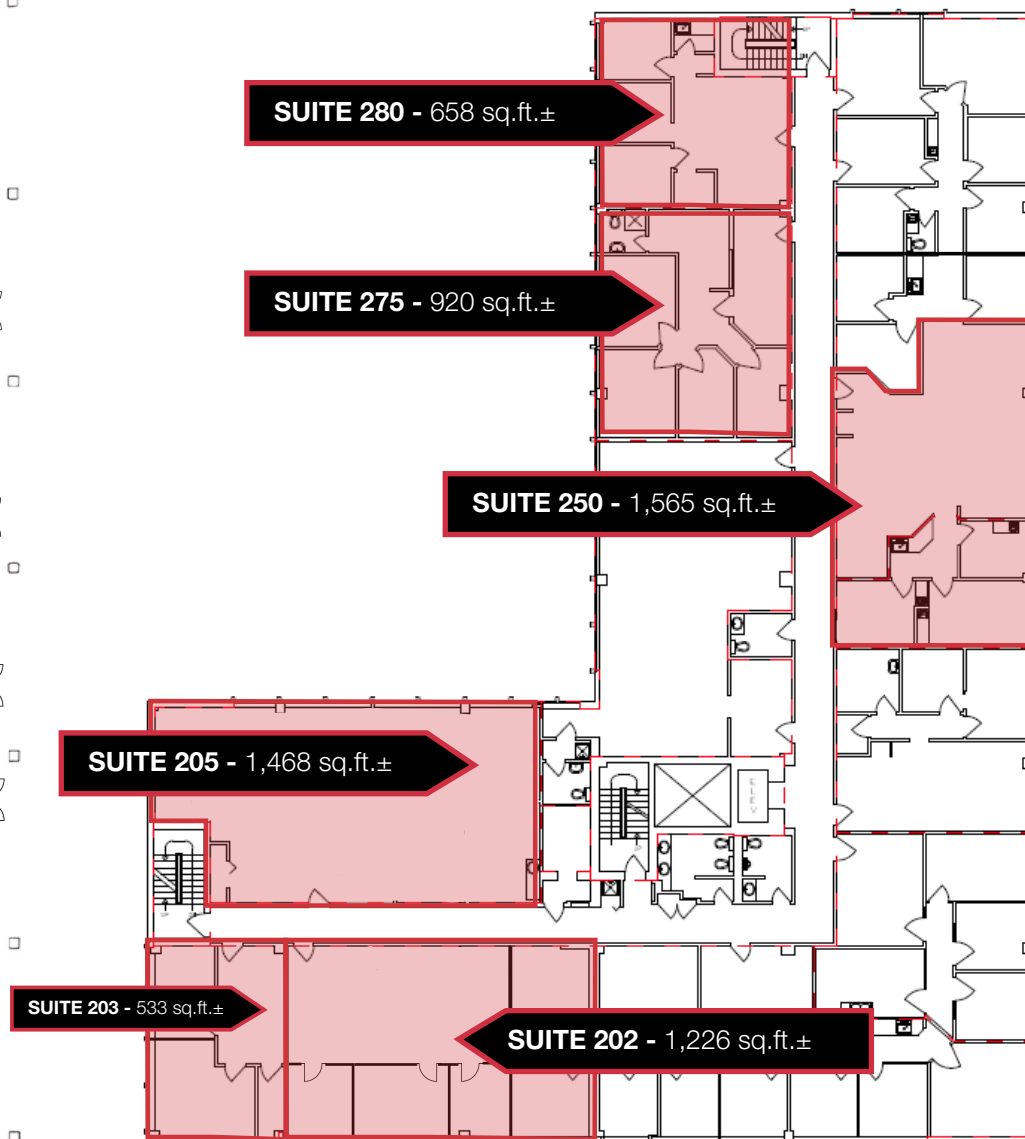 SUITE 280 - 658 sq.ft.±
SUITE 275 - 920 sq.ft.±
SUITE 250 - 1,565 sq.ft.±
SUITE 205 - 1,468 sq.ft.±
ELEV
SUITE 203 - 533 sq.ft.±
SUITE 202 - 1,226 sq.ft.±